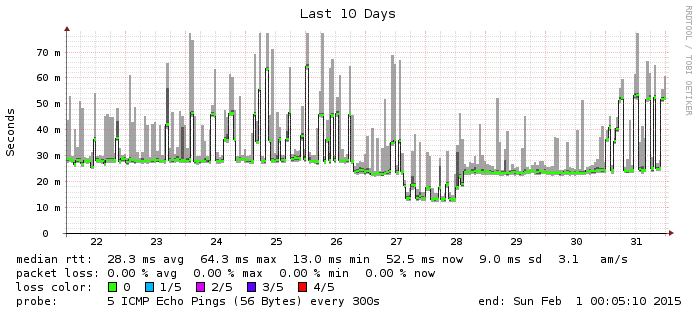 Last 10 Days
RRDTOOL / TOBI OETIKER
Seconds
70 m
60 m
50 m
40 m
30 m
20 m
10 m
0
22 23 24 25 26 27 28 29 30 31
median rtt: 28.3 ms avg 64.3 ms max 13.0 ms min 52.5 ms now 9.0 ms sd 3.1 am/s
packet loss: 0.00 % avg 0.00 % max 0.00 % min 0.00 % now
loss color: 0 1/5 2/5 3/5 4/5
probe: 5 ICMP Echo Pings (56 Bytes) every 300s end: Sun Feb 1 00:05:10 2015